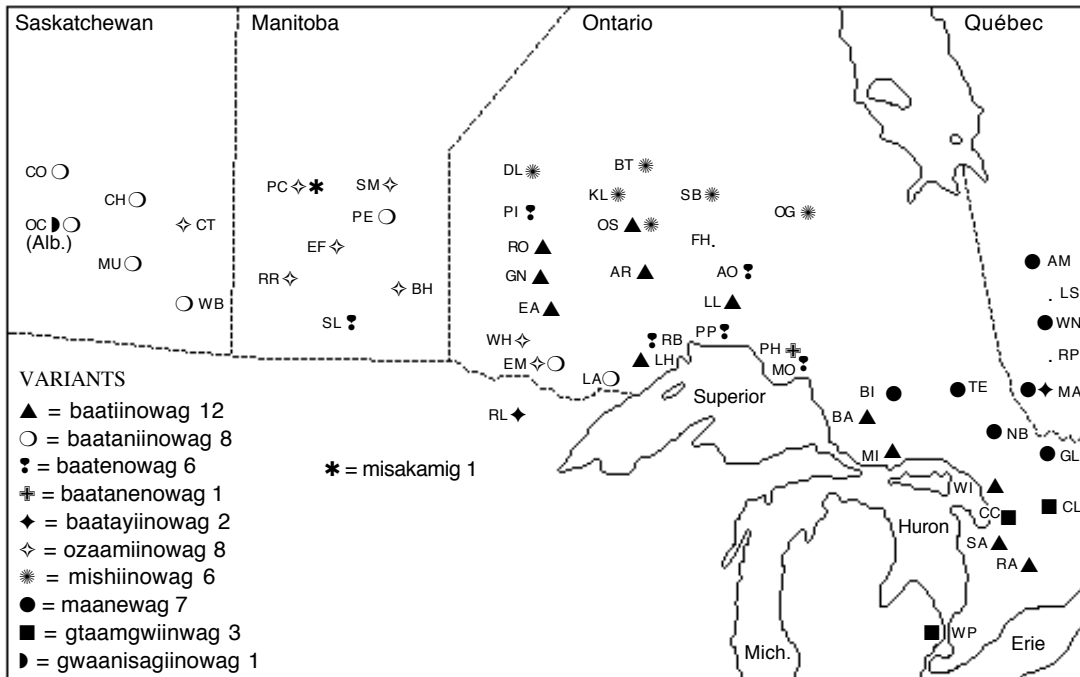 Saskatchewan Manitoba Ontario Québec
CO
CH
OC
(Alb.)
CT
MU
WB
PC
SM
PE
EF
RR
BH
SL
DL
BT
KL
SB
OG
PI
OS
FH
RO
GN
AR
AO
EA
LL
WH
RB
PP
EM
LH
PH
MO
LA
RL
AM
LS
WN
RP
BI
TE
MA
BA
NB
MI
GL
WI
CC
CL
SA
RA
WP
Superior
Huron
Mich.
Erie
VARIANTS
▲ = baatiinowag 12
❍ = baataniinowag 8
❢ = baatenowag 6
✙ = baatanenowag 1
✦ = baatayiinowag 2
✧ = ozaamiinowag 8
✺ = mishiinowag 6
● = maanewag 7
■ = gtaamgwiinwag 3
◗ = gwaanisagiinowag 1
✱ = misakamig 1